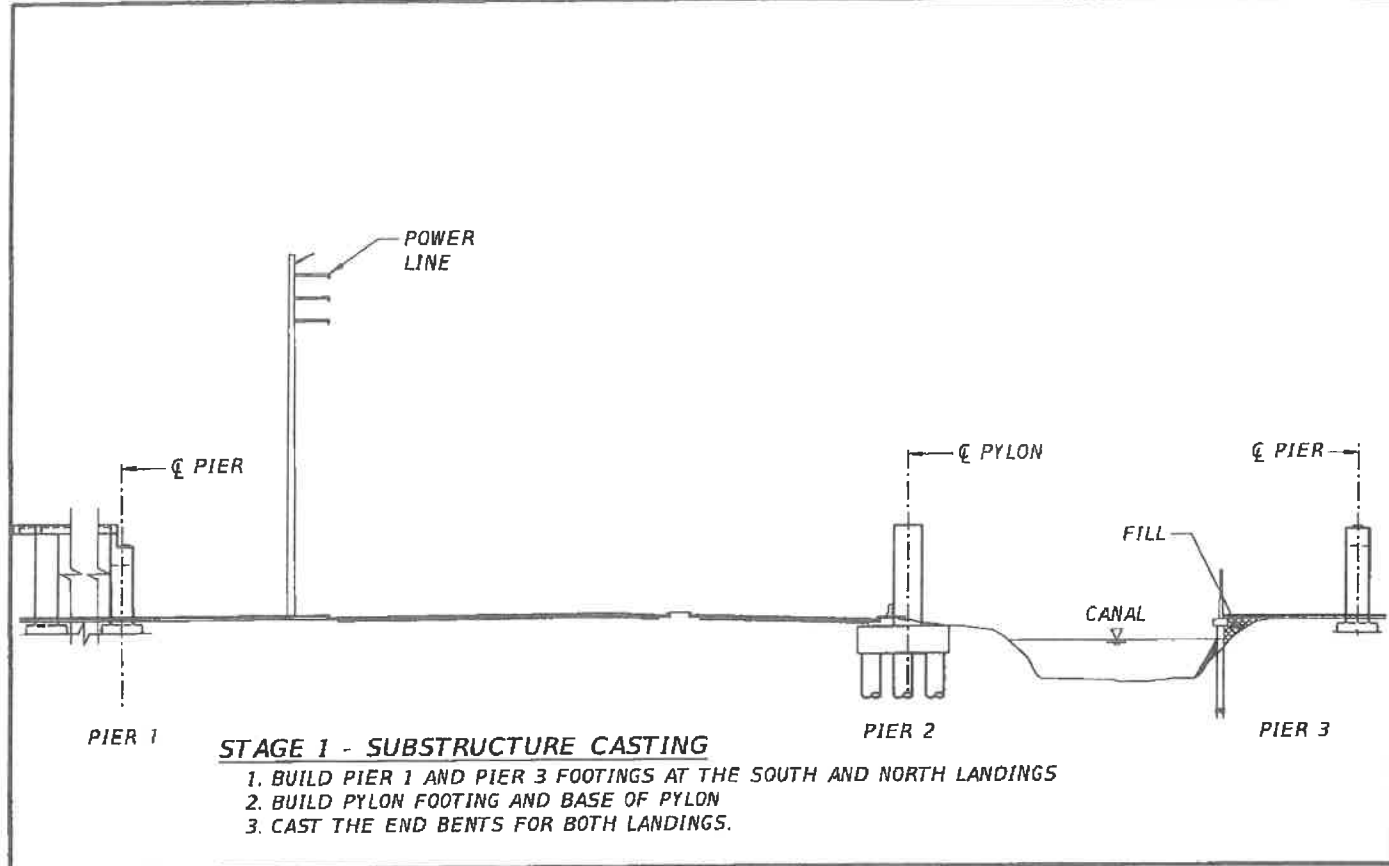 POWER
LINE
℄ PIER
℄ PYLON
℄ PIER
FILL
CANAL
PIER 1
PIER 2
PIER 3
STAGE 1 - SUBSTRUCTURE CASTING
1. BUILD PIER 1 AND PIER 3 FOOTINGS AT THE SOUTH AND NORTH LANDINGS
2. BUILD PYLON FOOTING AND BASE OF PYLON
3. CAST THE END BENTS FOR BOTH LANDINGS.